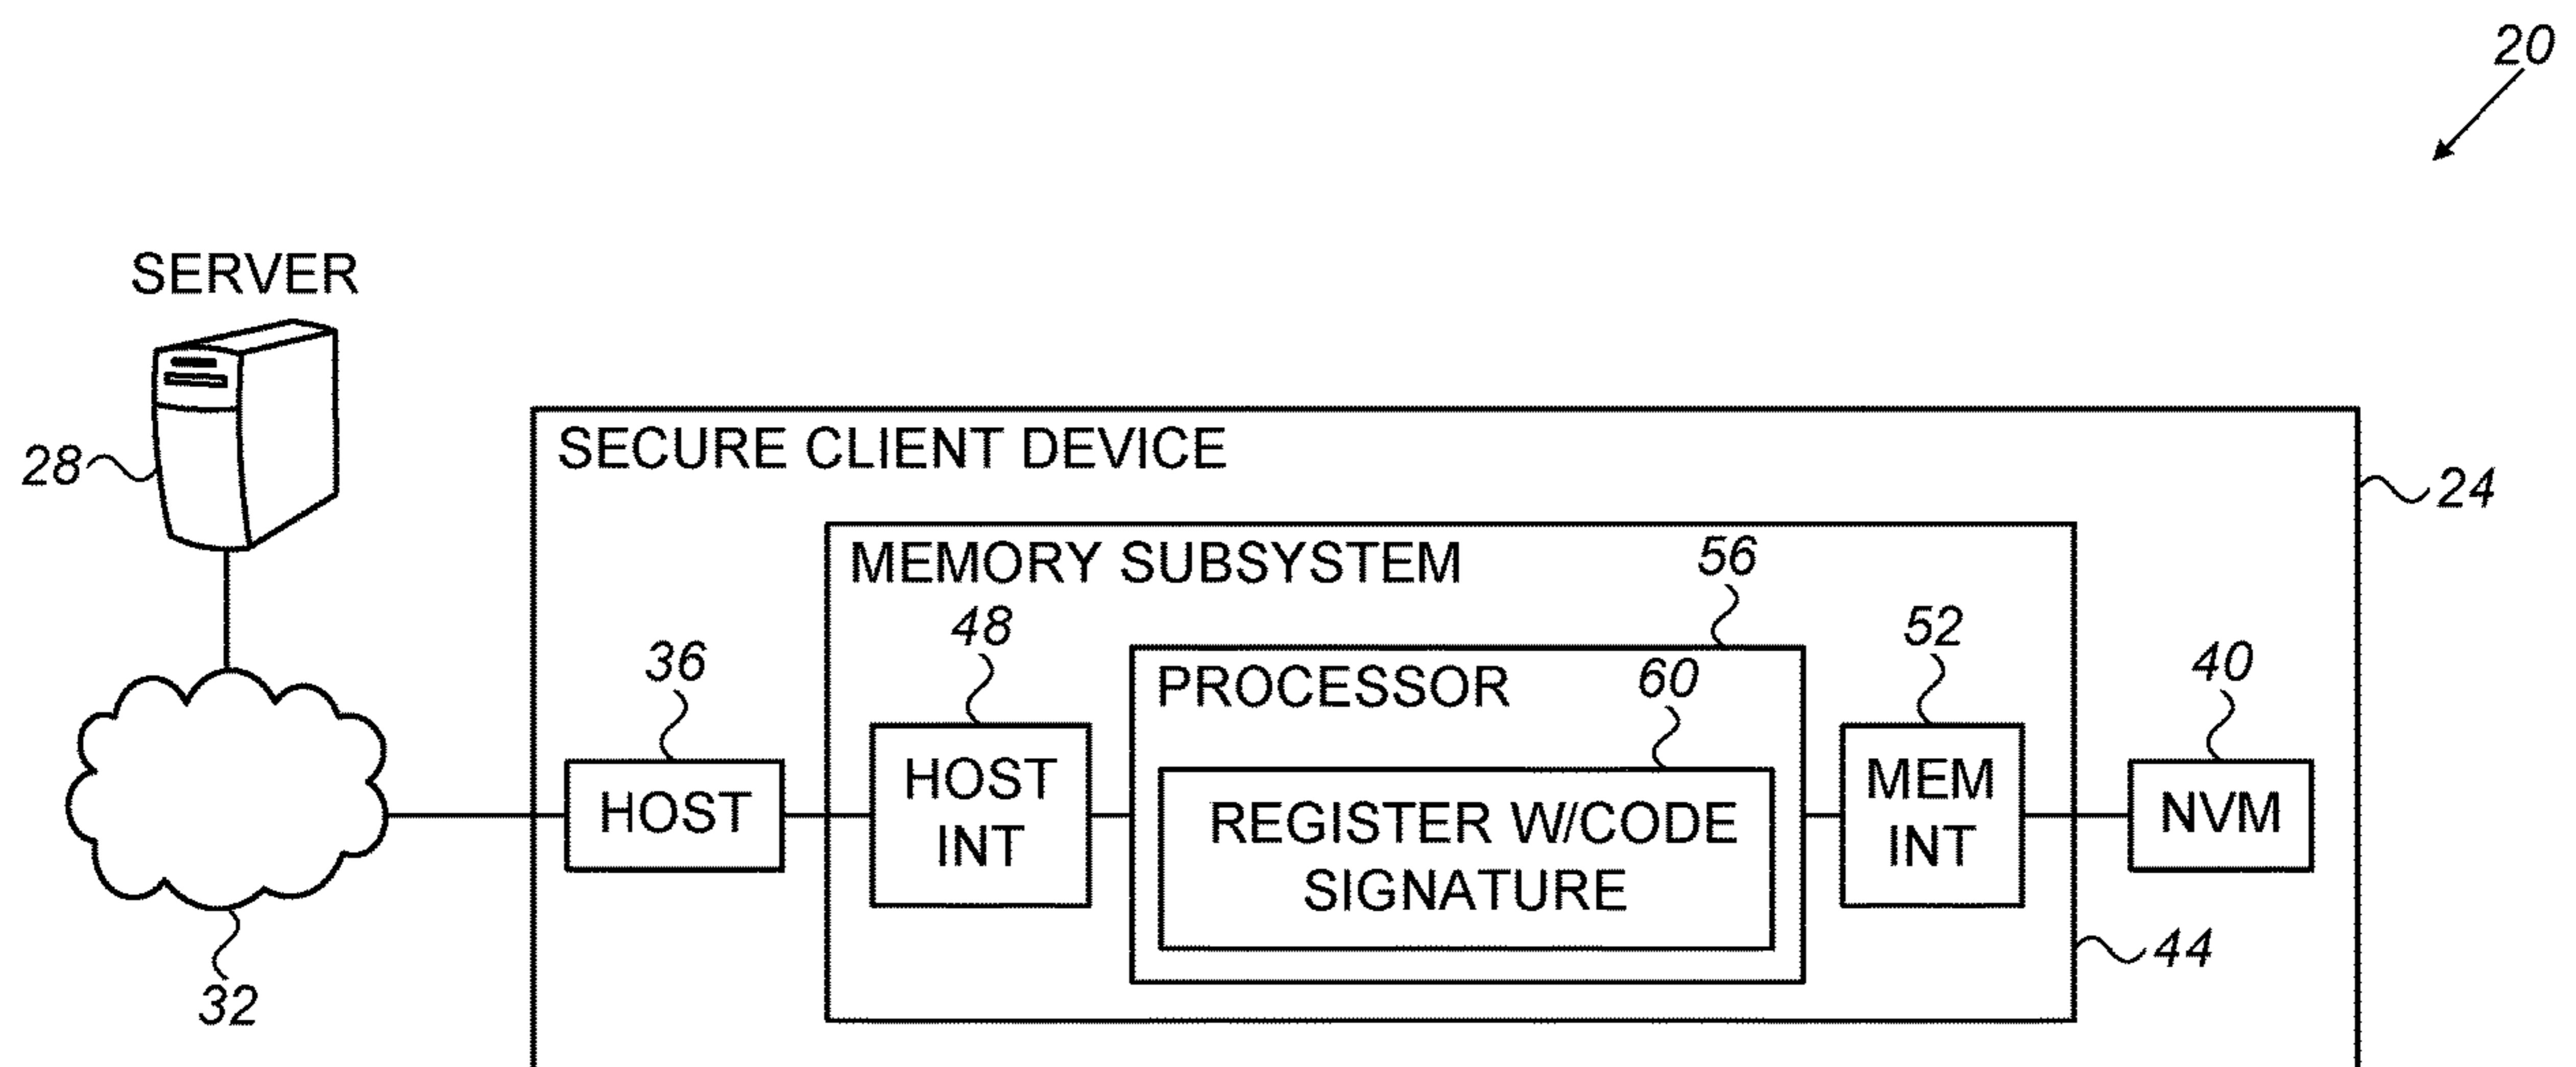 20
SERVER
28
SECURE CLIENT DEVICE
24
MEMORY SUBSYSTEM
56
48
52
36
PROCESSOR
60
40
HOST
HOST
INT
REGISTER W/CODE
SIGNATURE
MEM
INT
NVM
44
32